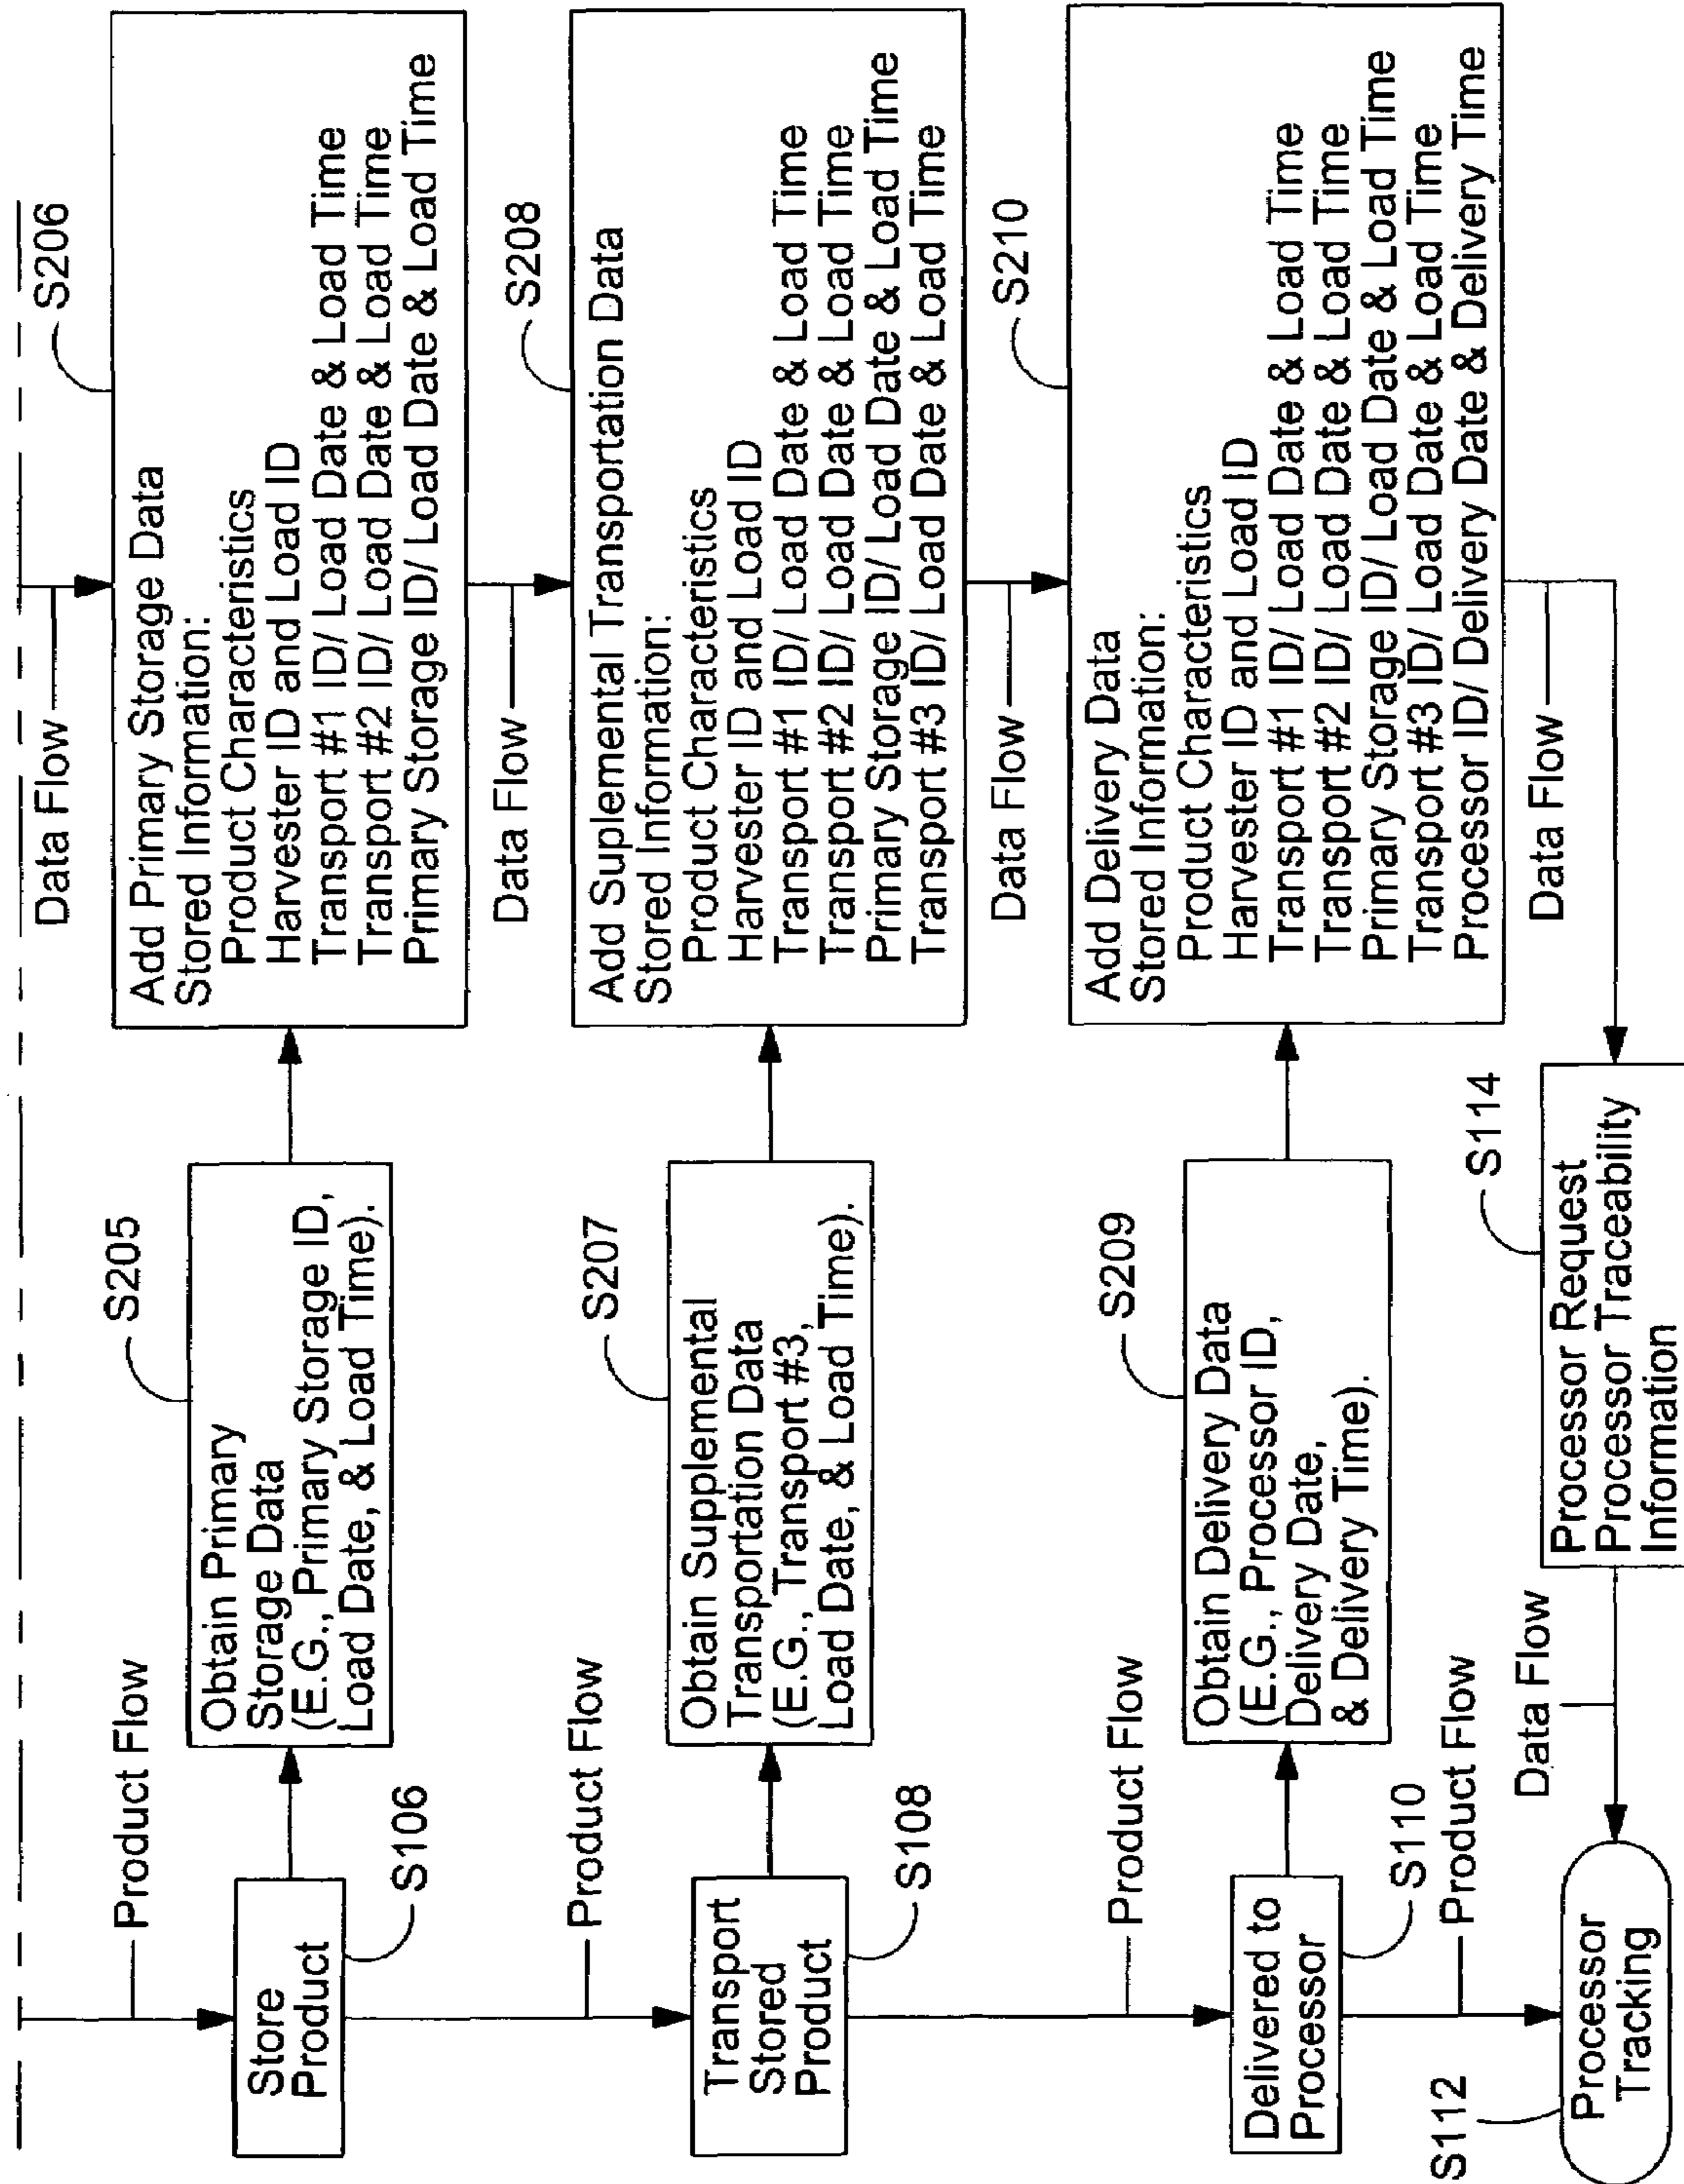 Product Flow
Data Flow
S206
Store
Product
S106
S205
Obtain Primary
Storage Data
(E.G., Primary Storage ID,
Load Date, & Load Time).
Add Primary Storage Data
Stored Information:
Product Characteristics
Harvester ID and Load ID
Transport #1 ID/ Load Date & Load Time
Transport #2 ID/ Load Date & Load Time
Primary Storage ID/ Load Date & Load Time
Product Flow
Data Flow
S208
Transport
Stored
Product
S108
S207
Obtain Supplemental
Transportation Data
(E.G., Transport #3,
Load Date, & Load Time).
Add Suplemental Transportation Data
Stored Information:
Product Characteristics
Harvester ID and Load ID
Transport #1 ID/ Load Date & Load Time
Transport #2 ID/ Load Date & Load Time
Primary Storage ID/ Load Date & Load Time
Transport #3 ID/ Load Date & Load Time
Product Flow
Data Flow
S210
Delivered to
Processor
S110
S209
Obtain Delivery Data
(E.G., Processor ID,
Delivery Date,
& Delivery Time).
Add Delivery Data
Stored Information:
Product Characteristics
Harvester ID and Load ID
Transport #1 ID/ Load Date & Load Time
Transport #2 ID/ Load Date & Load Time
Primary Storage ID/ Load Date & Load Time
Transport #3 ID/ Load Date & Load Time
Processor ID/ Delivery Date & Delivery Time
Product Flow
Data Flow
S112
Processor
Tracking
Data Flow
S114
Processor Request
Processor Traceability
Information